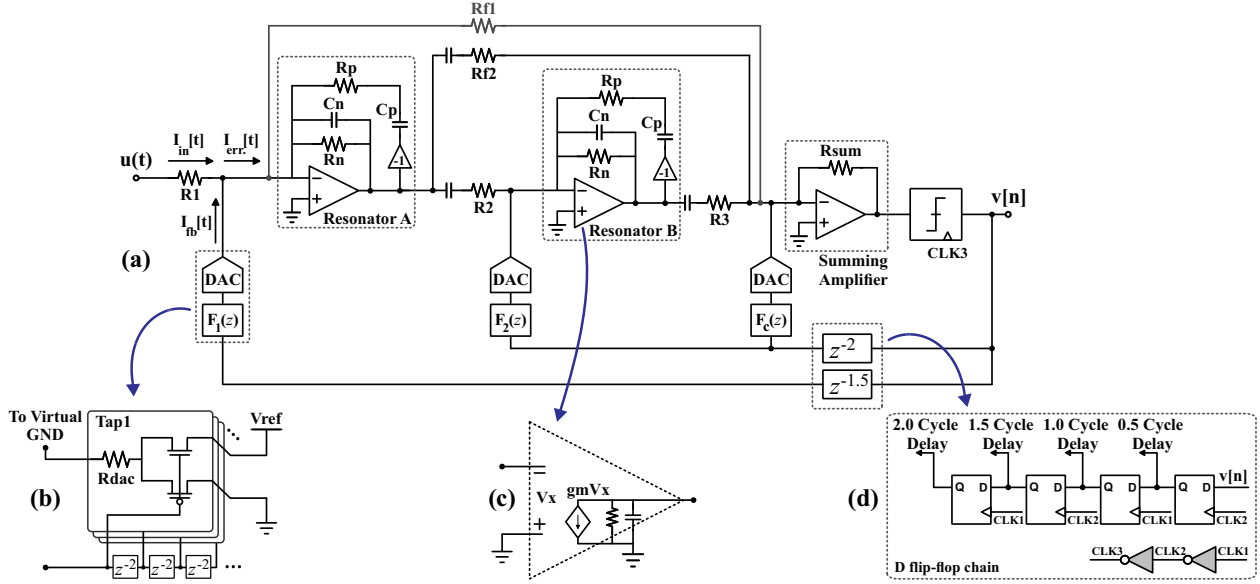 Rf1
Rp
Cn
Cp
Rn
-1
Resonator A
Rf2
R2
Rp
Cn
Cp
Rn
-1
Resonator B
R3
Rsum
Summing
Amplifier
CLK3
v[n]
u(t)
I_in[t]
I_err.[t]
R1
I_fb[t]
(a)
DAC
F_1(z)
DAC
F_2(z)
DAC
F_c(z)
z^-2
z^-1.5
To Virtual
GND
Tap1
Vref
Rdac
(b)
z^-2
z^-2
z^-2
(c)
−
Vx
+
gmVx
(d)
2.0 Cycle
Delay
1.5 Cycle
Delay
1.0 Cycle
Delay
0.5 Cycle
Delay
Q D
Q D
Q D
Q D
v[n]
CLK1
CLK2
CLK1
CLK2
CLK3
CLK2
CLK1
D flip-flop chain